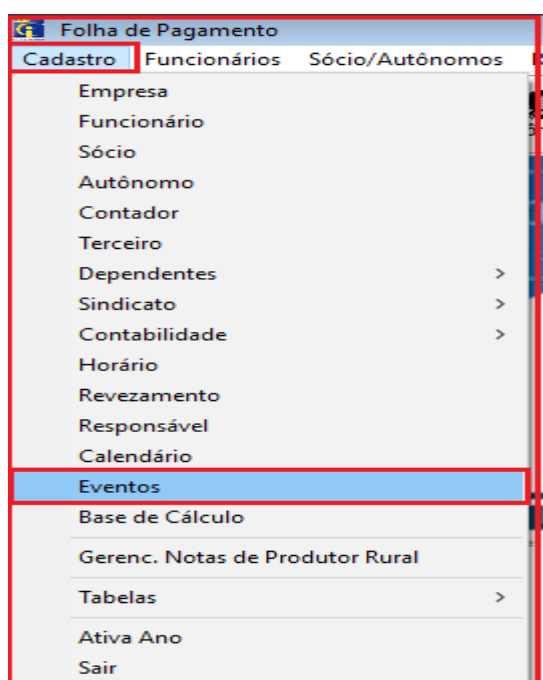 Folha de Pagamento
Cadastro Funcionários Sócio/Autônomos
Empresa
Funcionário
Sócio
Autônomo
Contador
Terceiro
Dependentes >
Sindicato >
Contabilidade >
Horário
Revezamento
Responsável
Calendário
Eventos
Base de Cálculo
Gerenc. Notas de Produtor Rural
Tabelas >
Ativa Ano
Sair